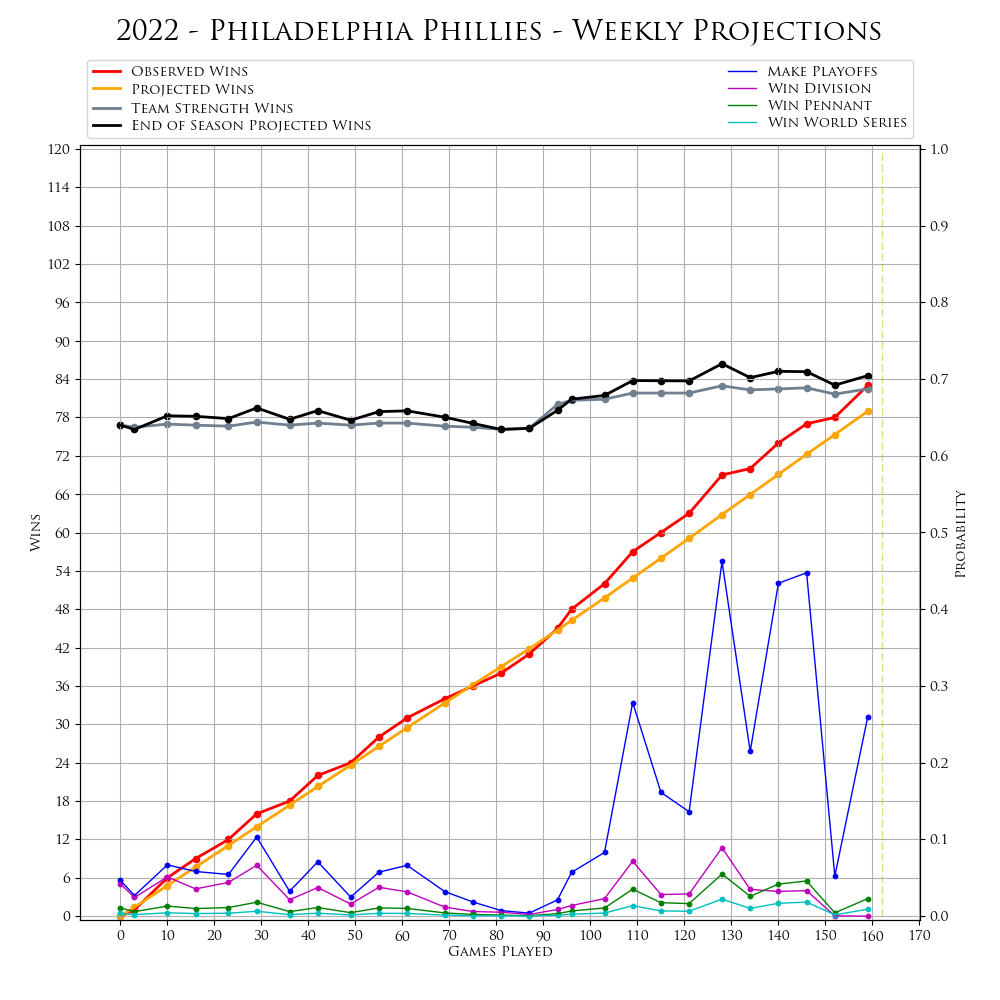 2022 - Philadelphia Phillies - Weekly Projections
Observed Wins
Projected Wins
Team Strength Wins
End of Season Projected Wins
Make Playoffs
Win Division
Win Pennant
Win World Series
120
114
108
102
96
90
84
78
72
66
60
54
48
42
36
30
24
18
12
6
0
Wins
1.0
0.9
0.8
0.7
0.6
0.5
0.4
0.3
0.2
0.1
0.0
Probability
0 10 20 30 40 50 60 70 80 90 100 110 120 130 140 150 160 170
Games Played